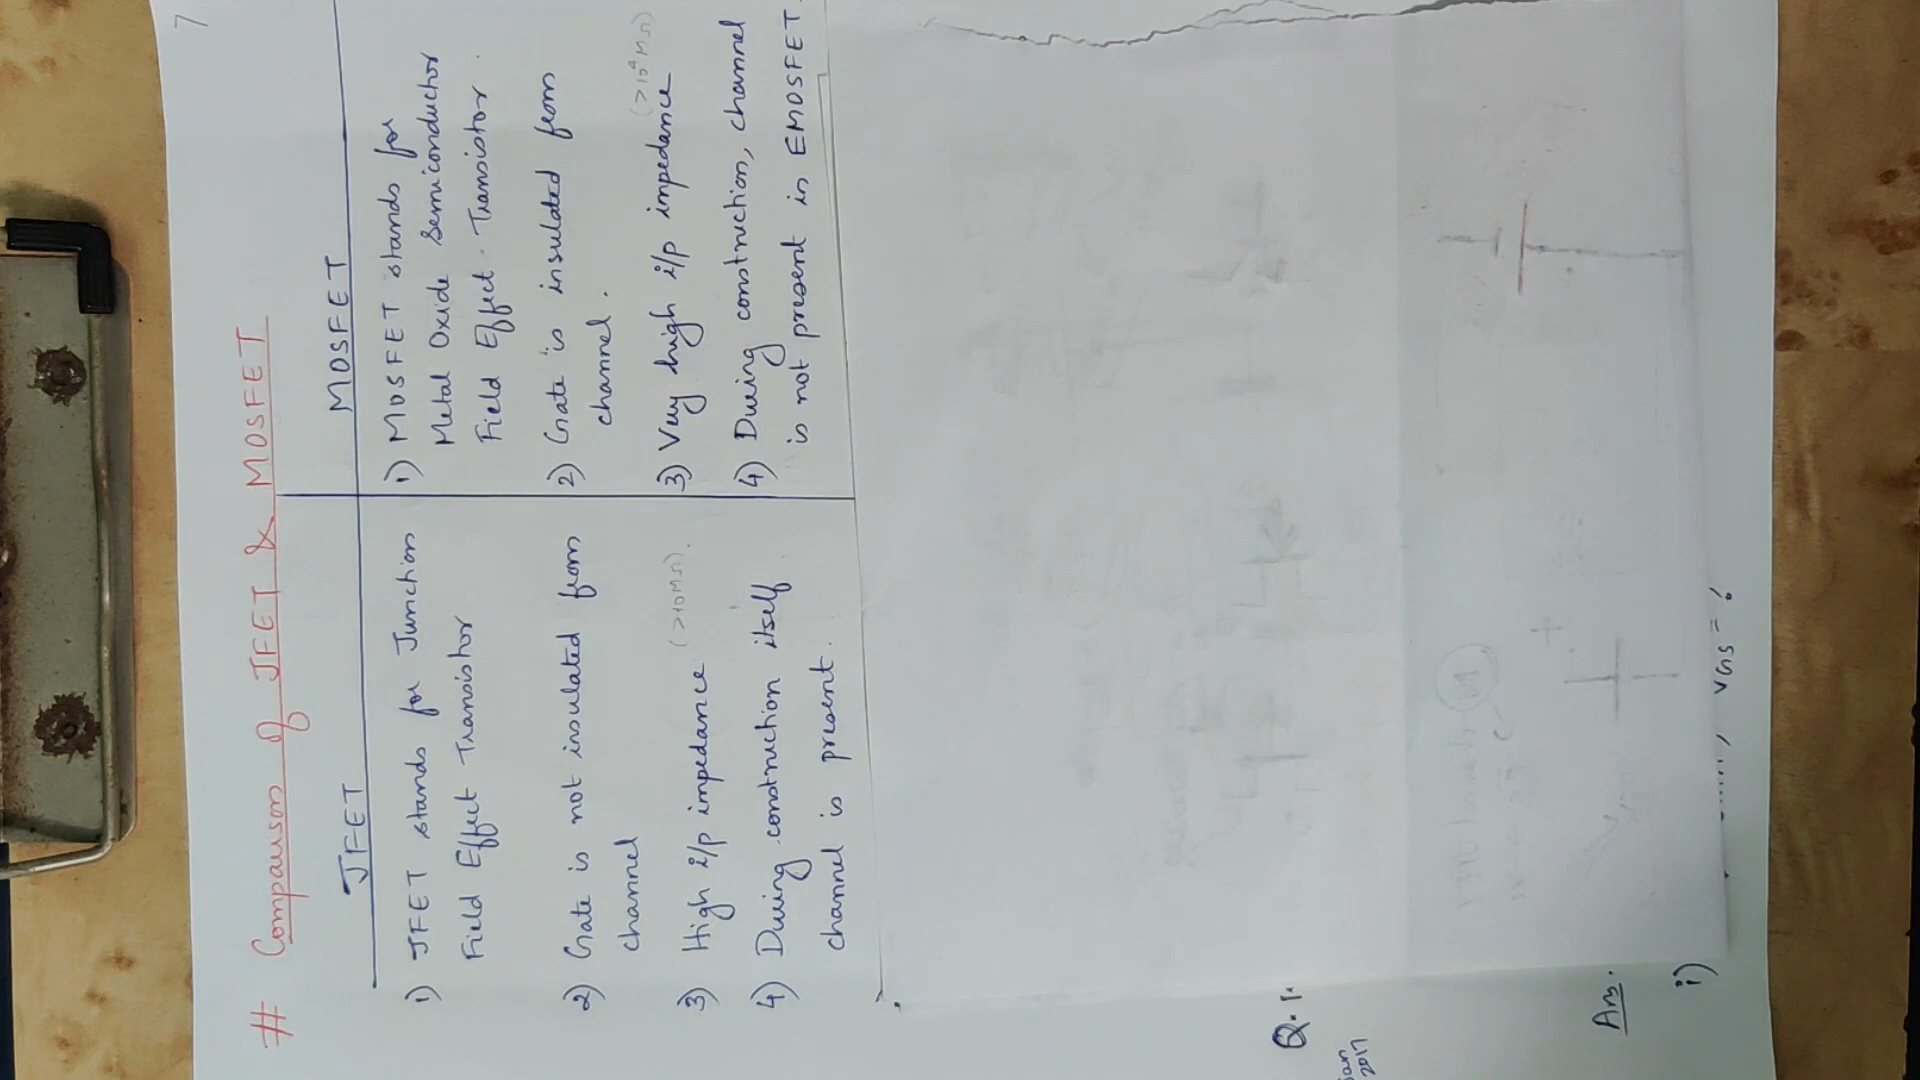 7
# Comparison of JFET & MOSFET
JFET
MOSFET
1) JFET stands for Junction
Field Effect Transistor
2) Gate is not insulated from
channel
3) High i/p impedance (>10MΩ).
4) During construction itself
channel is present.
1) MOSFET stands for
Metal Oxide Semiconductor
Field Effect Transistor.
2) Gate is insulated from
channel.
3) Very high i/p impedance (>10⁴MΩ)
4) During construction, channel
is not present in EMOSFET.
Q.1.
Jan
2017
Ans.
i)
, VGS = ?